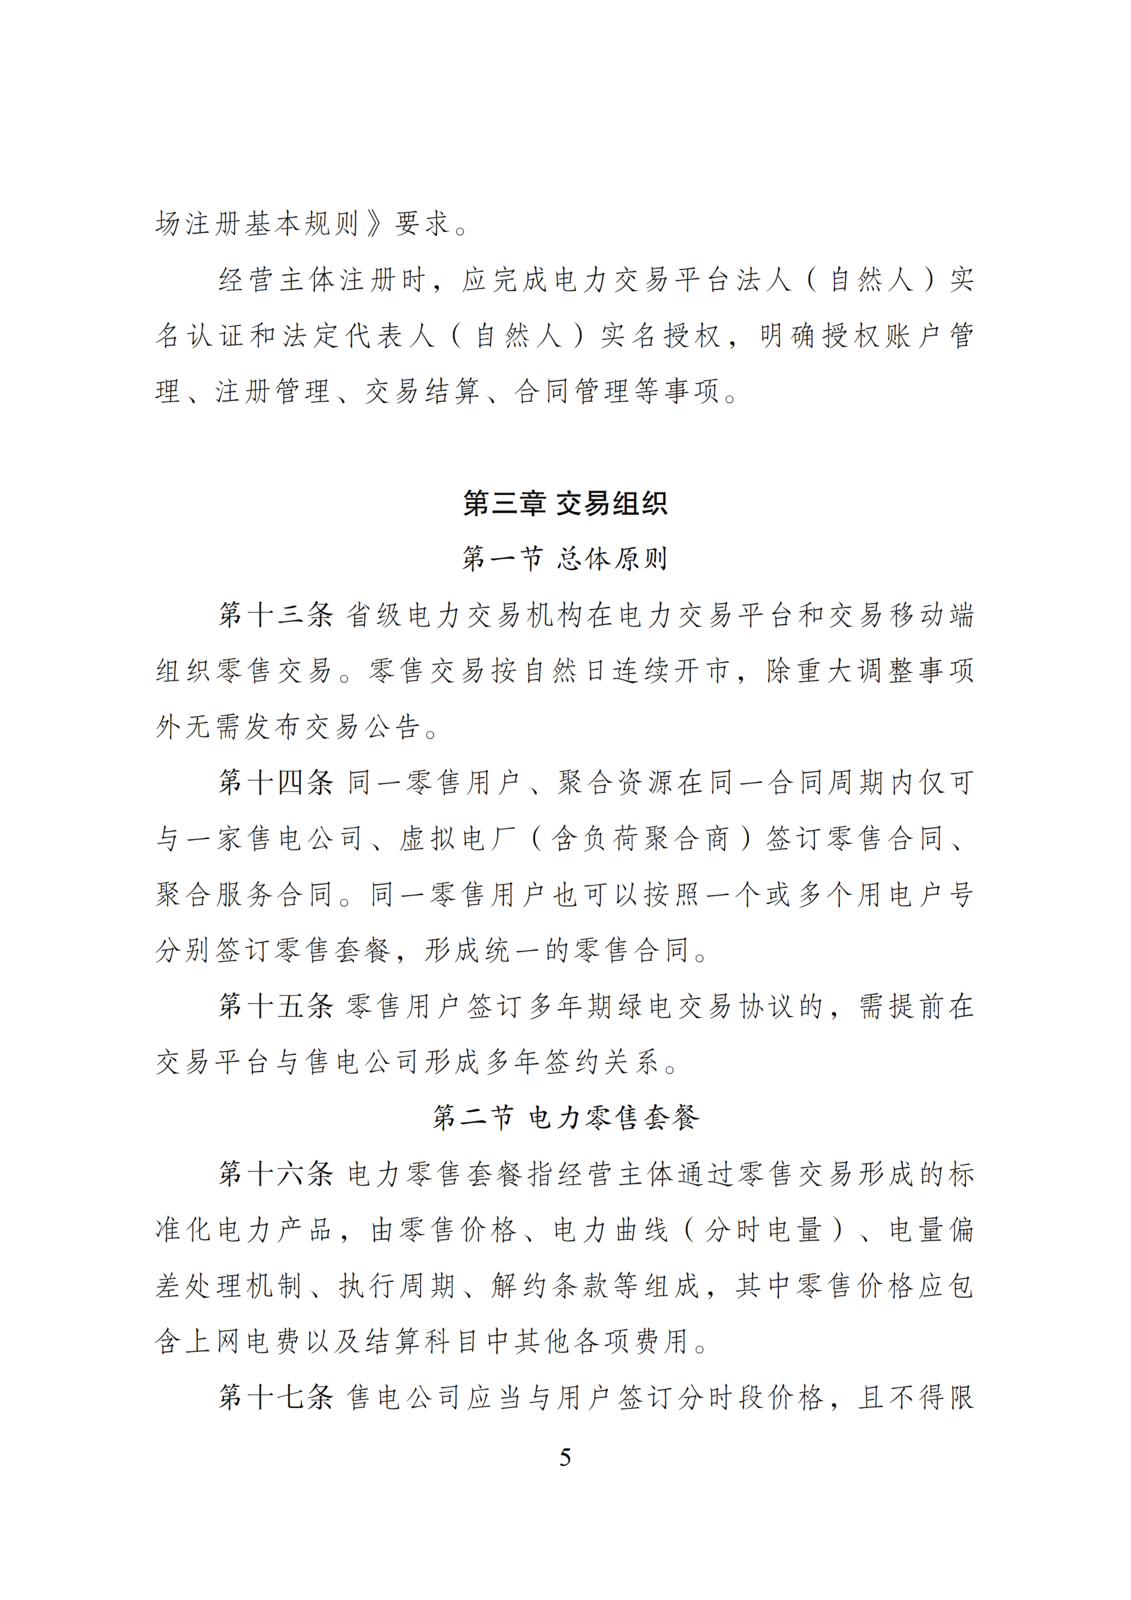 场注册基本规则》要求。
经营主体注册时，应完成电力交易平台法人（自然人）实
名认证和法定代表人（自然人）实名授权，明确授权账户管
理、注册管理、交易结算、合同管理等事项。
第三章 交易组织
第一节 总体原则
第十三条 省级电力交易机构在电力交易平台和交易移动端
组织零售交易。零售交易按自然日连续开市，除重大调整事项
外无需发布交易公告。
第十四条 同一零售用户、聚合资源在同一合同周期内仅可
与一家售电公司、虚拟电厂（含负荷聚合商）签订零售合同、
聚合服务合同。同一零售用户也可以按照一个或多个用电户号
分别签订零售套餐，形成统一的零售合同。
第十五条 零售用户签订多年期绿电交易协议的，需提前在
交易平台与售电公司形成多年签约关系。
第二节 电力零售套餐
第十六条 电力零售套餐指经营主体通过零售交易形成的标
准化电力产品，由零售价格、电力曲线（分时电量）、电量偏
差处理机制、执行周期、解约条款等组成，其中零售价格应包
含上网电费以及结算科目中其他各项费用。
第十七条 售电公司应当与用户签订分时段价格，且不得限
5